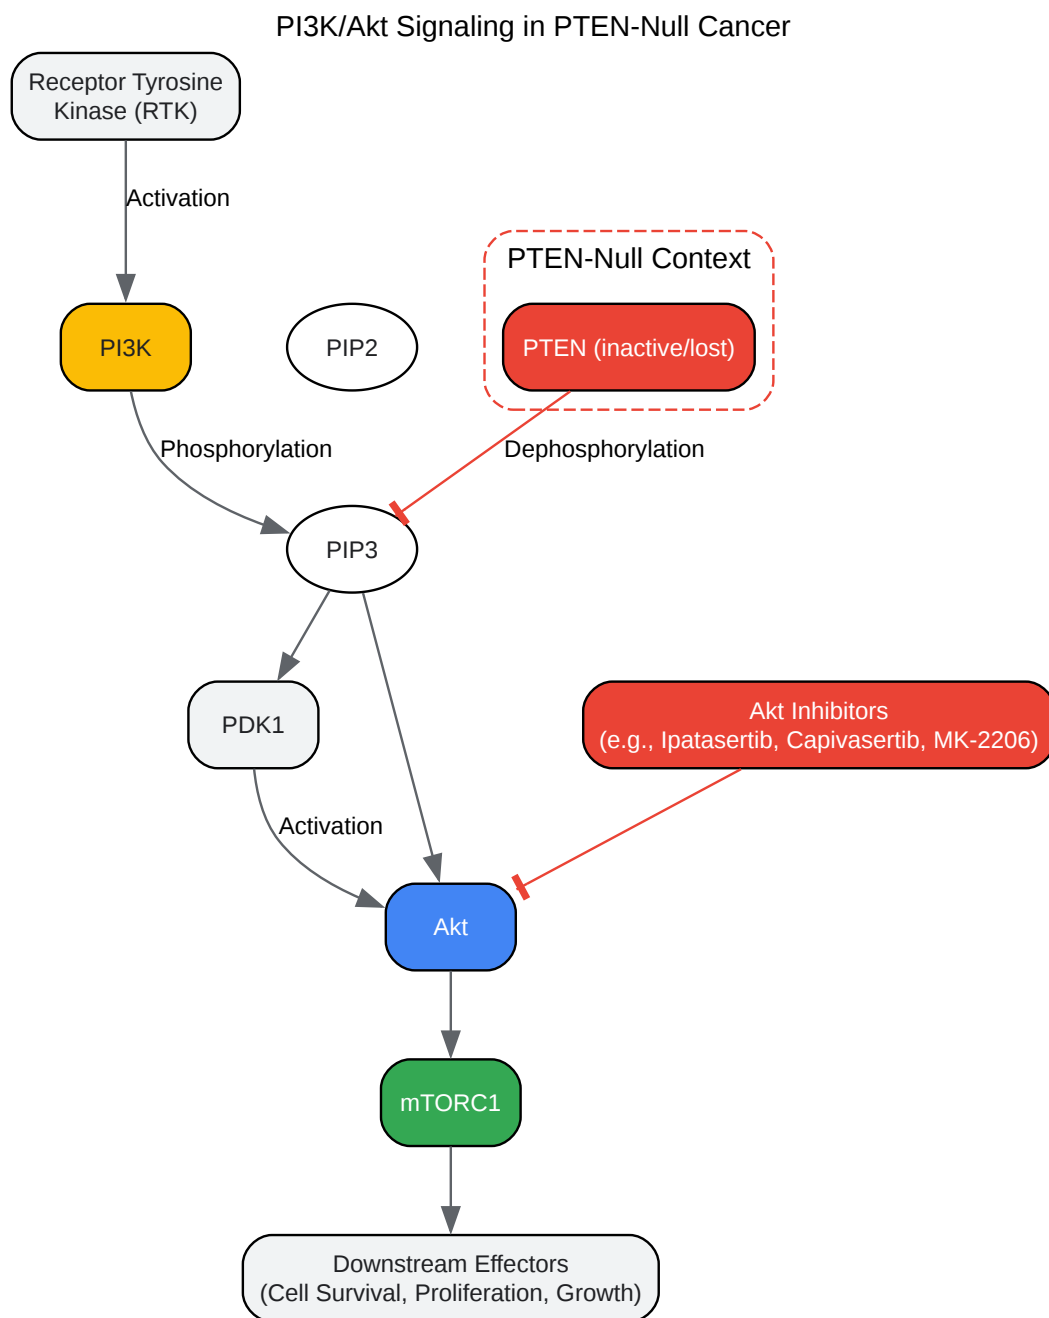 PI3K/Akt Signaling in PTEN-Null Cancer
Receptor Tyrosine
Kinase (RTK)
Activation
PTEN-Null Context
PI3K
PIP2
PTEN (inactive/lost)
Phosphorylation
Dephosphorylation
PIP3
PDK1
Akt Inhibitors
(e.g., Ipatasertib, Capivasertib, MK-2206)
Activation
Akt
mTORC1
Downstream Effectors
(Cell Survival, Proliferation, Growth)